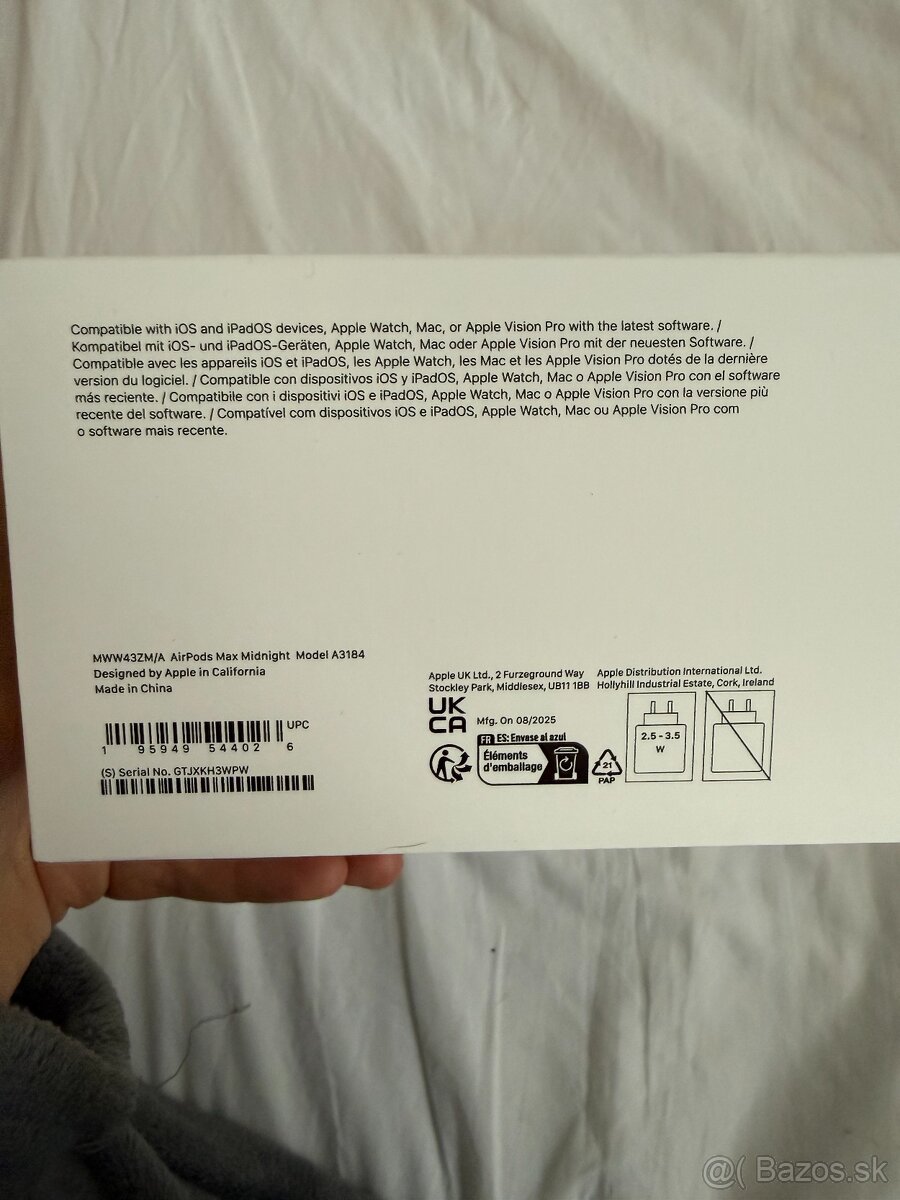 Compatible with iOS and iPadOS devices, Apple Watch, Mac, or Apple Vision Pro with the latest software. /
Kompatibel mit iOS- und iPadOS-Geräten, Apple Watch, Mac oder Apple Vision Pro mit der neuesten Software. /
Compatible avec les appareils iOS et iPadOS, les Apple Watch, les Mac et les Apple Vision Pro dotés de la dernière
version du logiciel. / Compatible con dispositivos iOS y iPadOS, Apple Watch, Mac o Apple Vision Pro con el software
más reciente. / Compatibile con i dispositivi iOS e iPadOS, Apple Watch, Mac o Apple Vision Pro con la versione più
recente del software. / Compatível com dispositivos iOS e iPadOS, Apple Watch, Mac ou Apple Vision Pro com
o software mais recente.
MWW43ZM/A AirPods Max Midnight Model A3184
Designed by Apple in California
Made in China
UPC
1 95949 54402 6
(S) Serial No. GTJXKH3WPW
Apple UK Ltd., 2 Furzeground Way
Stockley Park, Middlesex, UB11 1BB
Apple Distribution International Ltd.
Hollyhill Industrial Estate, Cork, Ireland
UK
CA
Mfg. On 08/2025
FR ES: Envase al azul
Éléments
d'emballage
21
PAP
2.5 - 3.5
W
@( Bazos.sk